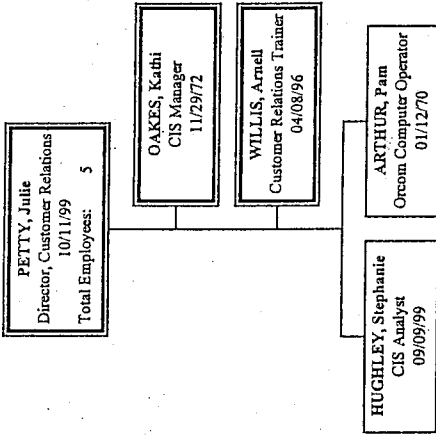 PETTY, Julie
Director, Customer Relations
10/11/99
Total Employees: 5
OAKES, Kathi
CIS Manager
11/29/72
WILLIS, Arnell
Customer Relations Trainer
04/08/96
HUGHLEY, Stephanie
CIS Analyst
09/09/99
ARTHUR, Pam
Orcom Computer Operator
01/12/70